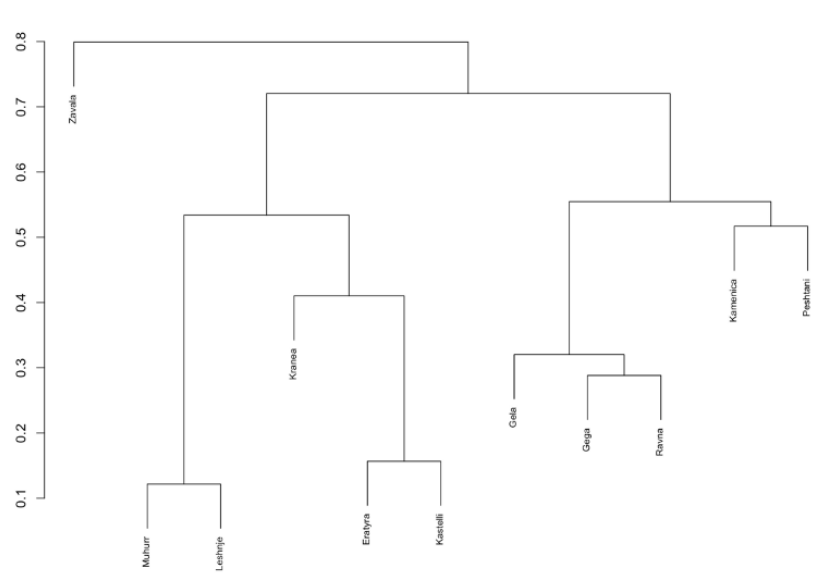 0.8
0.7
0.6
0.5
0.4
0.3
0.2
0.1
Zavala
Muhurr
Leshnje
Kranea
Eratyra
Kastelli
Gela
Gega
Ravna
Kamenica
Peshtani